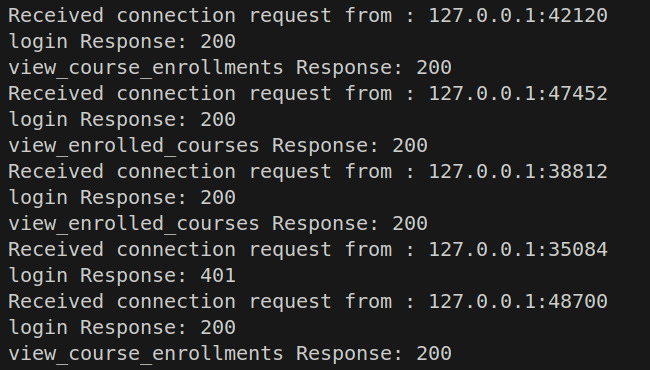 Received connection request from : 127.0.0.1:42120
login Response: 200
view_course_enrollments Response: 200
Received connection request from : 127.0.0.1:47452
login Response: 200
view_enrolled_courses Response: 200
Received connection request from : 127.0.0.1:38812
login Response: 200
view_enrolled_courses Response: 200
Received connection request from : 127.0.0.1:35084
login Response: 401
Received connection request from : 127.0.0.1:48700
login Response: 200
view_course_enrollments Response: 200